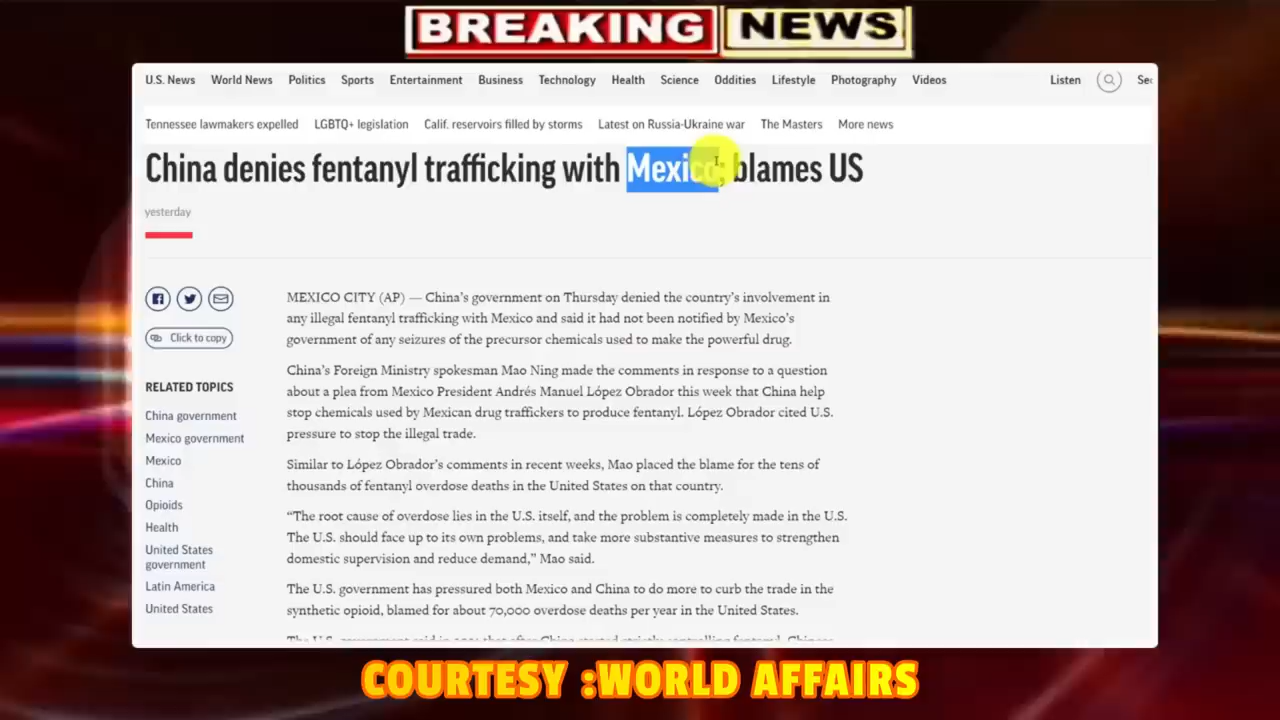 BREAKING NEWS
U.S. News World News Politics Sports Entertainment Business Technology Health Science Oddities Lifestyle Photography Videos Listen
Tennessee lawmakers expelled LGBTQ+ legislation Calif. reservoirs filled by storms Latest on Russia-Ukraine war The Masters More news
China denies fentanyl trafficking with Mexico; blames US
yesterday
Click to copy
RELATED TOPICS
China government
Mexico government
Mexico
China
Opioids
Health
United States
government
Latin America
United States
MEXICO CITY (AP) — China's government on Thursday denied the country's involvement in
any illegal fentanyl trafficking with Mexico and said it had not been notified by Mexico's
government of any seizures of the precursor chemicals used to make the powerful drug.
China's Foreign Ministry spokesman Mao Ning made the comments in response to a question
about a plea from Mexico President Andrés Manuel López Obrador this week that China help
stop chemicals used by Mexican drug traffickers to produce fentanyl. López Obrador cited U.S.
pressure to stop the illegal trade.
Similar to López Obrador's comments in recent weeks, Mao placed the blame for the tens of
thousands of fentanyl overdose deaths in the United States on that country.
“The root cause of overdose lies in the U.S. itself, and the problem is completely made in the U.S.
The U.S. should face up to its own problems, and take more substantive measures to strengthen
domestic supervision and reduce demand,” Mao said.
The U.S. government has pressured both Mexico and China to do more to curb the trade in the
synthetic opioid, blamed for about 70,000 overdose deaths per year in the United States.
COURTESY :WORLD AFFAIRS